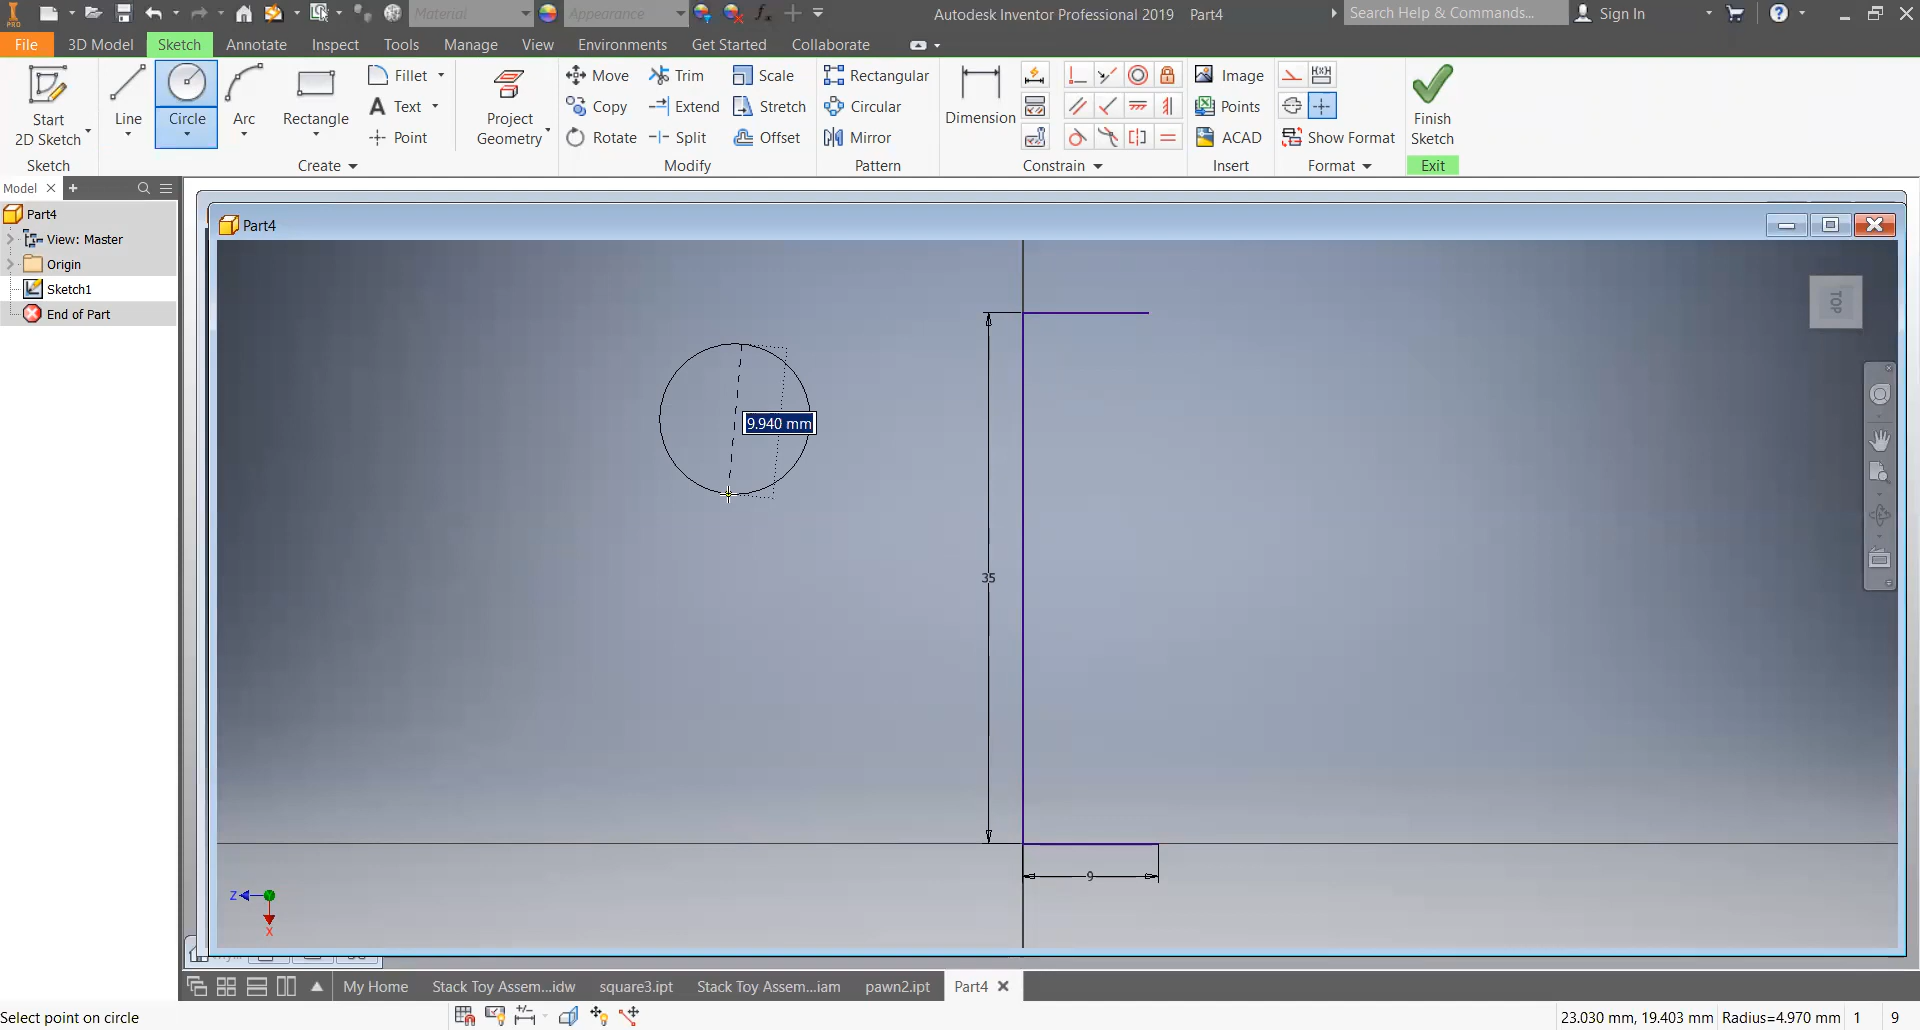 PRO Material Appearance Autodesk Inventor Professional 2019 Part4 Search Help & Commands... Sign In
File 3D Model Sketch Annotate Inspect Tools Manage View Environments Get Started Collaborate
Start 2D Sketch
Line
Circle
Arc
Rectangle
Fillet
Text
Point
Project Geometry
Move Trim Scale
Copy Extend Stretch
Rotate Split Offset
Rectangular
Circular
Mirror
Dimension
Image
Points
ACAD
Show Format
Finish Sketch
Sketch Create Modify Pattern Constrain Insert Format Exit
Model
Part4
View: Master
Origin
Sketch1
End of Part
Part4
TOP
9.940 mm
35
9
Z
X
My Home Stack Toy Assem...idw square3.ipt Stack Toy Assem...iam pawn2.ipt Part4
Select point on circle
23.030 mm, 19.403 mm Radius=4.970 mm 1 9